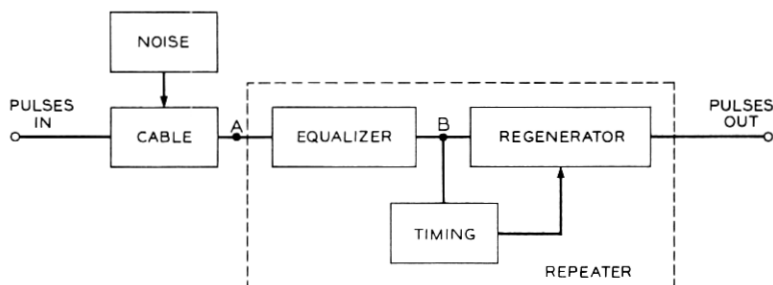 NOISE
PULSES
IN
CABLE
A
EQUALIZER
B
REGENERATOR
PULSES
OUT
TIMING
REPEATER